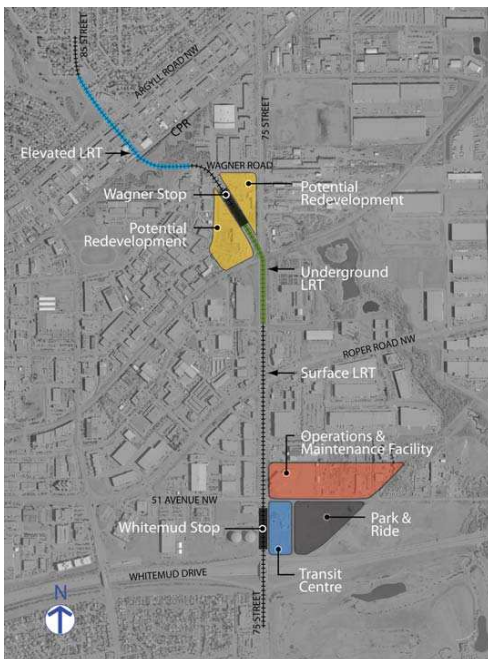 85 STREET
ARGYLL ROAD NW
75 STREET
CPR
Elevated LRT
WAGNER ROAD
Wagner Stop
Potential
Redevelopment
Potential
Redevelopment
Underground
LRT
ROPER ROAD NW
Surface LRT
Operations &
Maintenance Facility
51 AVENUE NW
Whitemud Stop
Park &
Ride
WHITEMUD DRIVE
Transit
Centre
75 STREET
N